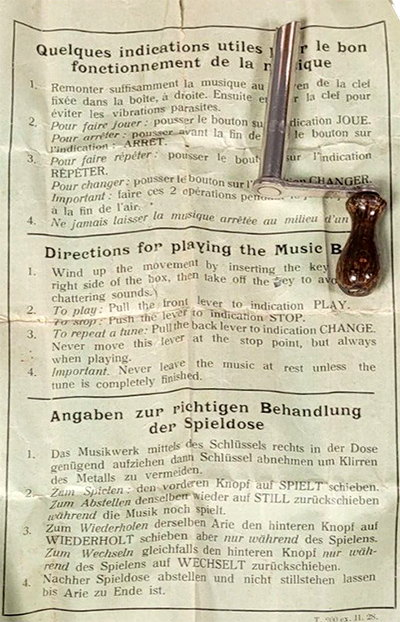 Quelques indications utiles le bon
fonctionnement de la m sique
1. Remonter suffisamment la musique au en de la clef
fixée dans la boite, à droite. Ensuite la clef pour
éviter les vibrations parasites.
2. Pour faire jouer: pousser le bouton su dication JOUE.
Pour arrêter: pousser avant la fin de le bouton sur
l'indication: ARRET.
3. Pour faire répéter: pousser le bou sur l'indication
RÉPÉTER.
Pour changer: pousser le bouton sur l' on CHANGER.
Important: faire ces 2 opérations pen
à la fin de l'air.
4. Ne jamais laisser la musique arrêtée au milieu d'un
Directions for playing the Music B
1. Wind up the movement by inserting the key
right side of the box, then take off the key to avo
chattering sounds.)
2. To play: Pull the front lever to indication PLAY.
To stop: Push the lever to indication STOP.
3. To repeat a tune: Pull the back lever to indication CHANGE.
Never move this lever at the stop point, but always
when playing.
4. Important. Never leave the music at rest unless the
tune is completely finished.
Angaben zur richtigen Behandlung
der Spieldose
1. Das Musikwerk mittels des Schlüssels rechts in der Dose
genügend aufziehen dann Schlüssel abnehmen um Klirren
des Metalls zu vermeiden.
2. Zum Spielen: den vorderen Knopf auf SPIELT schieben.
Zum Abstellen denselben wieder auf STILL zurückschieben
während die Musik noch spielt.
3. Zum Wiederholen derselben Arie den hinteren Knopf auf
WIEDERHOLT schieben aber nur während des Spielens.
Zum Wechseln gleichfalls den hinteren Knopf nur wäh-
rend des Spielens auf WECHSELT zurückschieben.
4. Nachher Spieldose abstellen und nicht stillstehen lassen
bis Arie zu Ende ist.